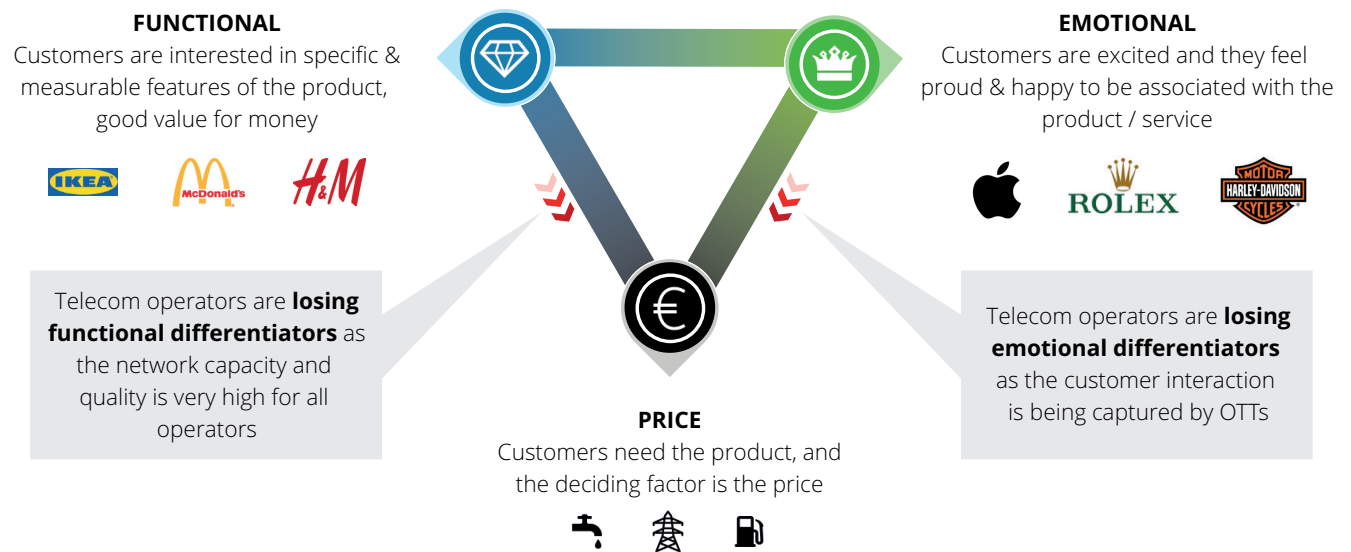 FUNCTIONAL
Customers are interested in specific &
measurable features of the product,
good value for money
IKEA
McDonald's
H&M
EMOTIONAL
Customers are excited and they feel
proud & happy to be associated with the
product / service
ROLEX
MOTOR
HARLEY-DAVIDSON
CYCLES
Telecom operators are losing
functional differentiators as
the network capacity and
quality is very high for all
operators
€
Telecom operators are losing
emotional differentiators
as the customer interaction
is being captured by OTTs
PRICE
Customers need the product, and
the deciding factor is the price